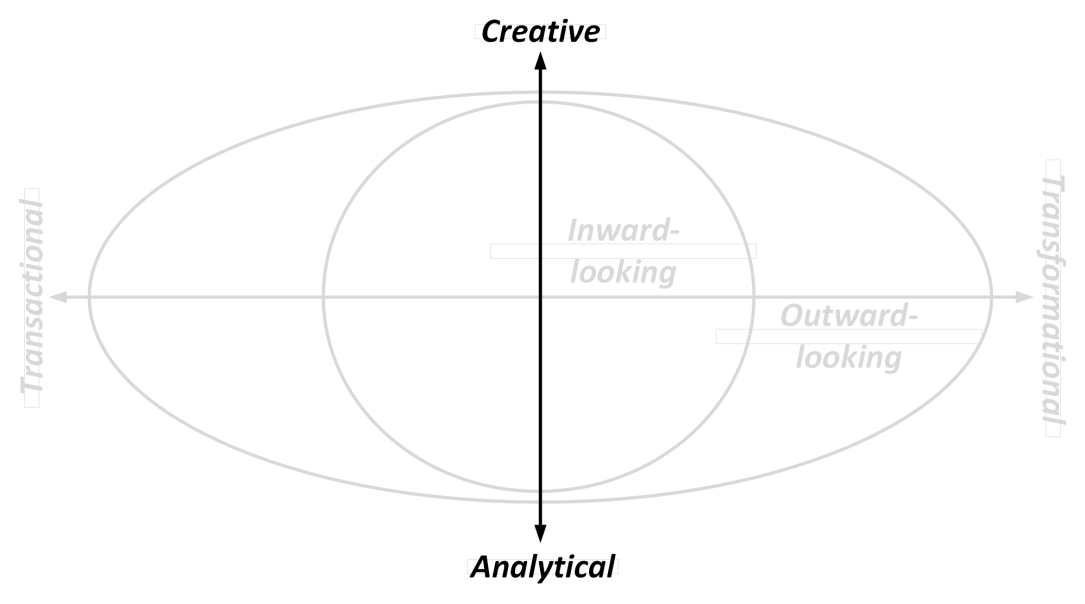 Creative
Transactional
Transformational
Inward-
looking
Outward-
looking
Analytical